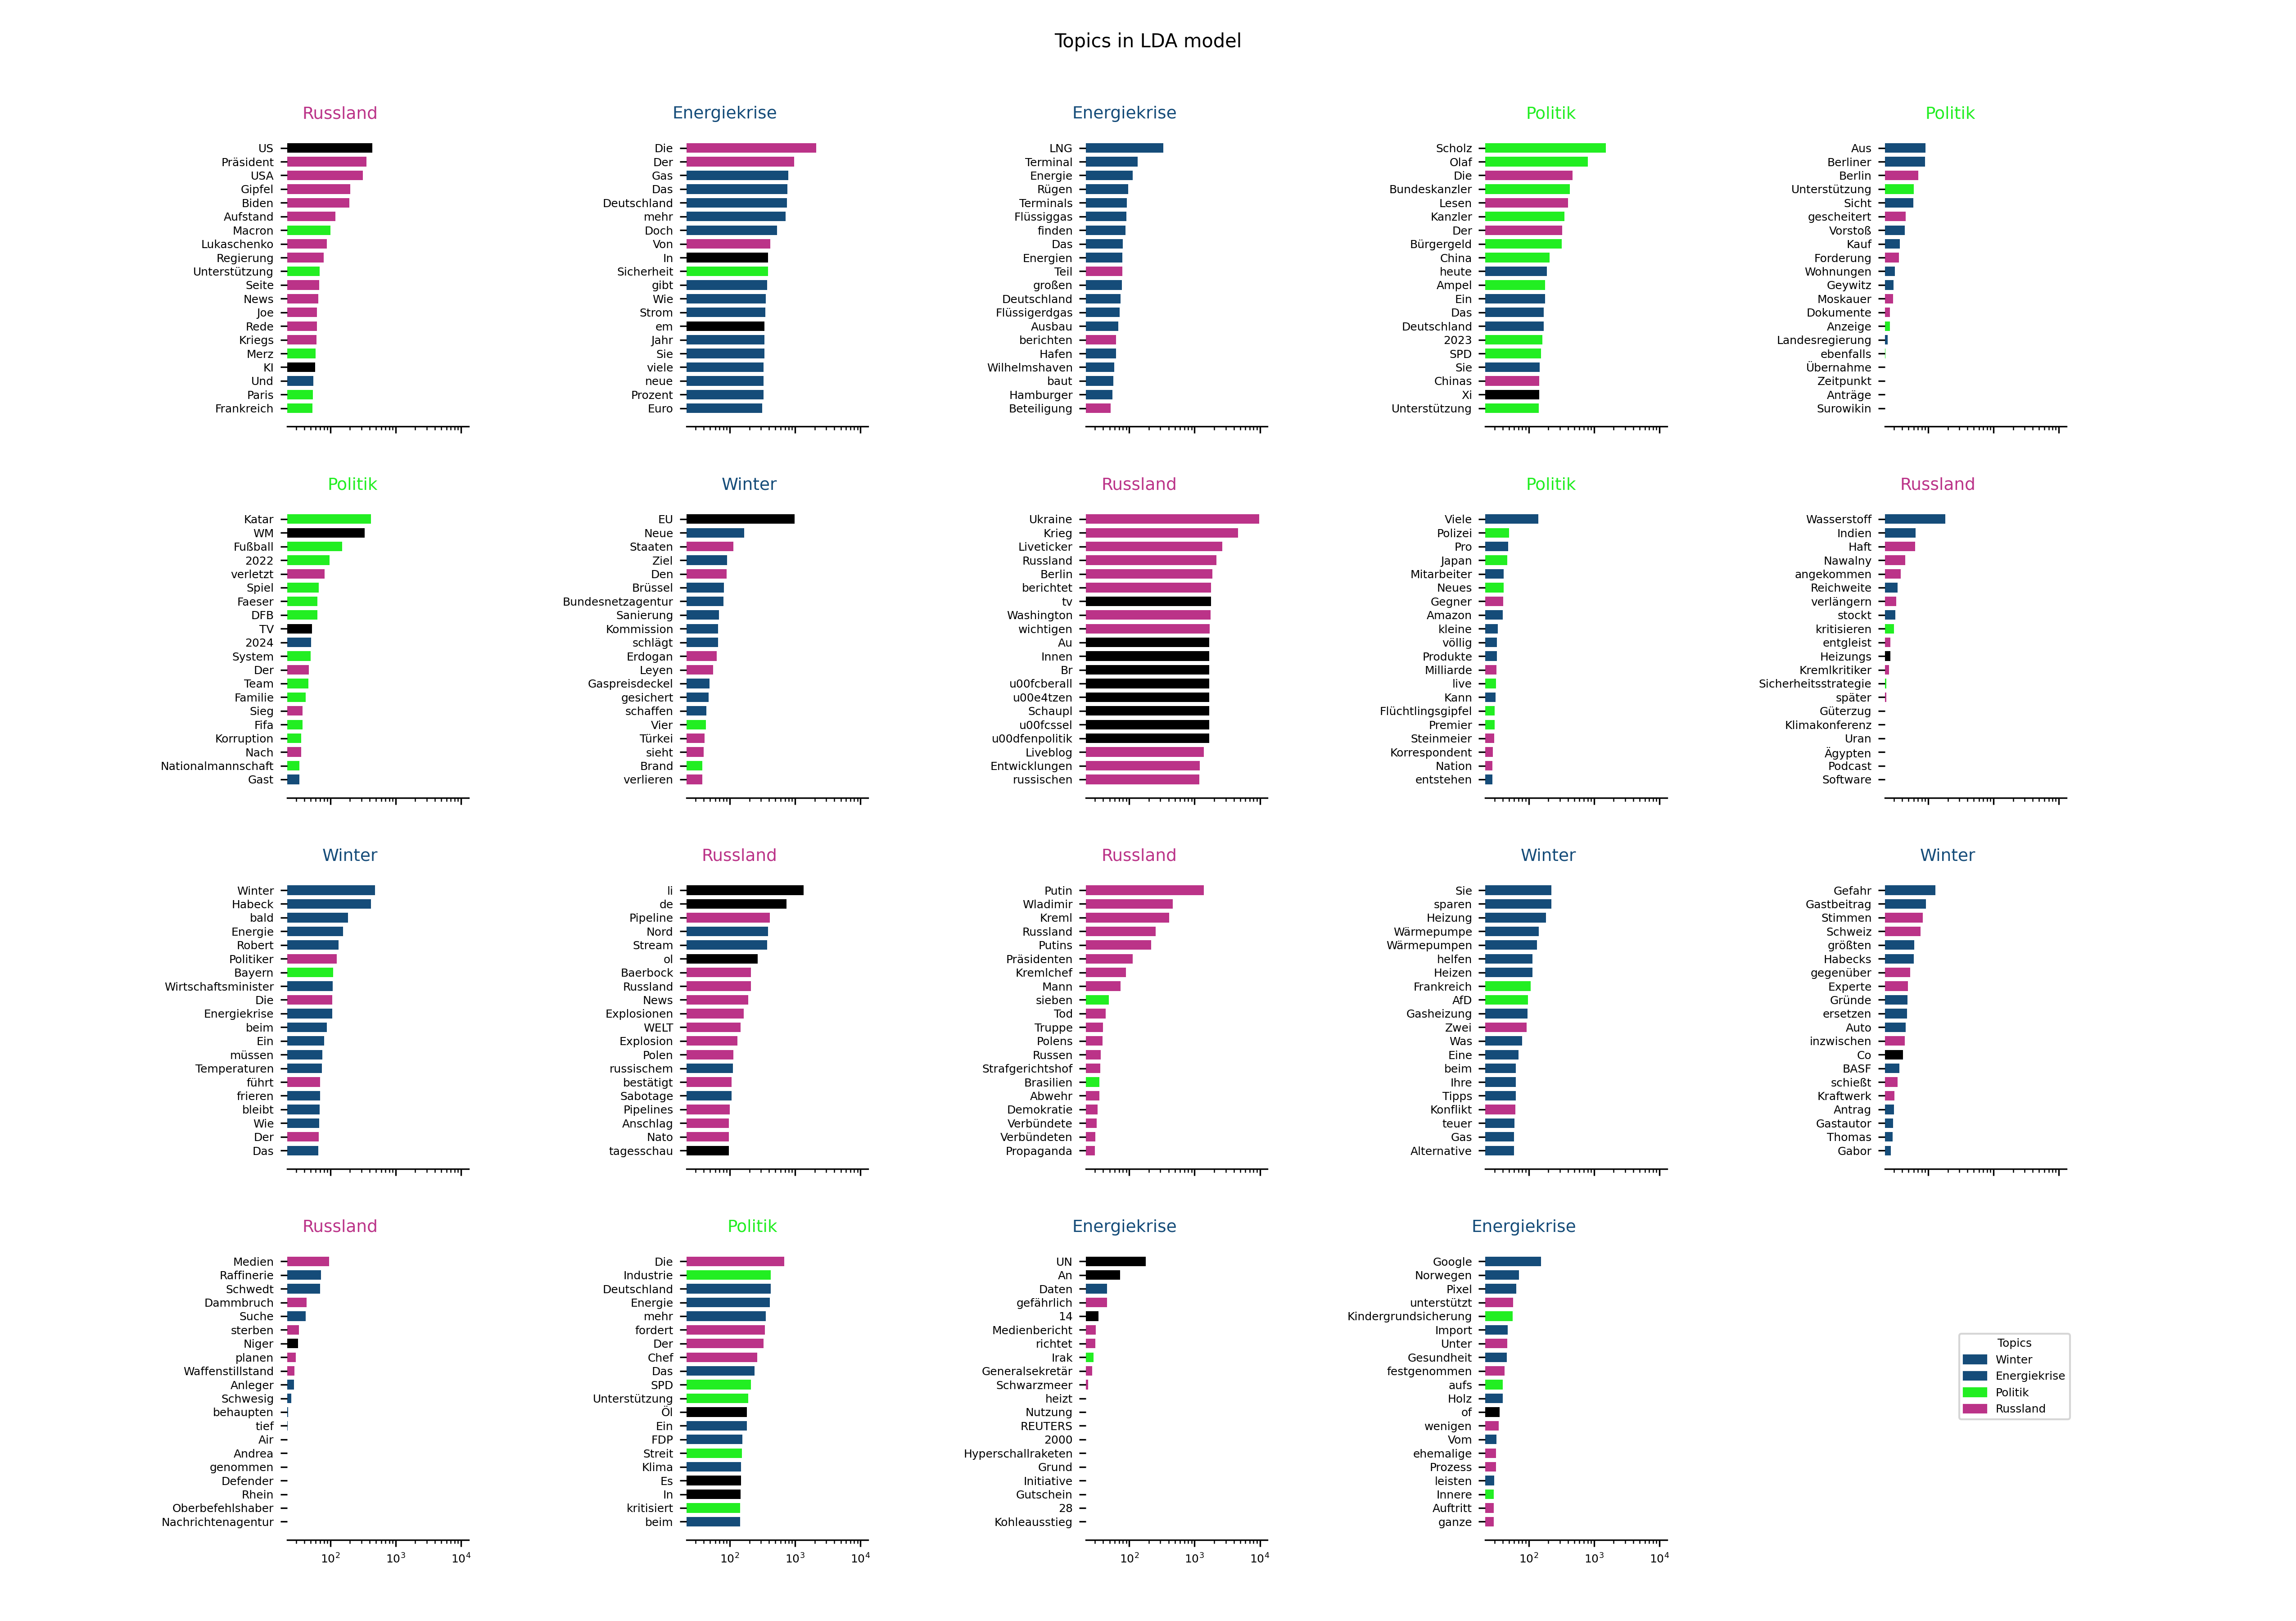 Topics in LDA model
Russland
US
Präsident
USA
Gipfel
Biden
Aufstand
Macron
Lukaschenko
Regierung
Unterstützung
Seite
News
Joe
Rede
Kriegs
Merz
KI
Und
Paris
Frankreich
Energiekrise
Die
Der
Gas
Das
Deutschland
mehr
Doch
Von
In
Sicherheit
gibt
Wie
Strom
em
Jahr
Sie
viele
neue
Prozent
Euro
Energiekrise
LNG
Terminal
Energie
Rügen
Terminals
Flüssiggas
finden
Das
Energien
Teil
großen
Deutschland
Flüssigerdgas
Ausbau
berichten
Hafen
Wilhelmshaven
baut
Hamburger
Beteiligung
Politik
Scholz
Olaf
Die
Bundeskanzler
Lesen
Kanzler
Der
Bürgergeld
China
heute
Ampel
Ein
Das
Deutschland
2023
SPD
Sie
Chinas
Xi
Unterstützung
Politik
Aus
Berliner
Berlin
Unterstützung
Sicht
gescheitert
Vorstoß
Kauf
Forderung
Wohnungen
Geywitz
Moskauer
Dokumente
Anzeige
Landesregierung
ebenfalls
Übernahme
Zeitpunkt
Anträge
Surowikin
Politik
Katar
WM
Fußball
2022
verletzt
Spiel
Faeser
DFB
TV
2024
System
Der
Team
Familie
Sieg
Fifa
Korruption
Nach
Nationalmannschaft
Gast
Winter
EU
Neue
Staaten
Ziel
Den
Brüssel
Bundesnetzagentur
Sanierung
Kommission
schlägt
Erdogan
Leyen
Gaspreisdeckel
gesichert
schaffen
Vier
Türkei
sieht
Brand
verlieren
Russland
Ukraine
Krieg
Liveticker
Russland
Berlin
berichtet
tv
Washington
wichtigen
Au
Innen
Br
u00fcberall
u00e4tzen
Schaupl
u00fcssel
u00dfenpolitik
Liveblog
Entwicklungen
russischen
Politik
Viele
Polizei
Pro
Japan
Mitarbeiter
Neues
Gegner
Amazon
kleine
völlig
Produkte
Milliarde
live
Kann
Flüchtlingsgipfel
Premier
Steinmeier
Korrespondent
Nation
entstehen
Russland
Wasserstoff
Indien
Haft
Nawalny
angekommen
Reichweite
verlängern
stockt
kritisieren
entgleist
Heizungs
Kremlkritiker
Sicherheitsstrategie
später
Güterzug
Klimakonferenz
Uran
Ägypten
Podcast
Software
Winter
Winter
Habeck
bald
Energie
Robert
Politiker
Bayern
Wirtschaftsminister
Die
Energiekrise
beim
Ein
müssen
Temperaturen
führt
frieren
bleibt
Wie
Der
Das
Russland
li
de
Pipeline
Nord
Stream
ol
Baerbock
Russland
News
Explosionen
WELT
Explosion
Polen
russischem
bestätigt
Sabotage
Pipelines
Anschlag
Nato
tagesschau
Russland
Putin
Wladimir
Kreml
Russland
Putins
Präsidenten
Kremlchef
Mann
sieben
Tod
Truppe
Polens
Russen
Strafgerichtshof
Brasilien
Abwehr
Demokratie
Verbündete
Verbündeten
Propaganda
Winter
Sie
sparen
Heizung
Wärmepumpe
Wärmepumpen
helfen
Heizen
Frankreich
AfD
Gasheizung
Zwei
Was
Eine
beim
Ihre
Tipps
Konflikt
teuer
Gas
Alternative
Winter
Gefahr
Gastbeitrag
Stimmen
Schweiz
größten
Habecks
gegenüber
Experte
Gründe
ersetzen
Auto
inzwischen
Co
BASF
schießt
Kraftwerk
Antrag
Gastautor
Thomas
Gabor
Russland
Medien
Raffinerie
Schwedt
Dammbruch
Suche
sterben
Niger
planen
Waffenstillstand
Anleger
Schwesig
behaupten
tief
Air
Andrea
genommen
Defender
Rhein
Oberbefehlshaber
Nachrichtenagentur
10² 10³ 10⁴
Politik
Die
Industrie
Deutschland
Energie
mehr
fordert
Der
Chef
Das
SPD
Unterstützung
Öl
Ein
FDP
Streit
Klima
Es
In
kritisiert
beim
10² 10³ 10⁴
Energiekrise
UN
An
Daten
gefährlich
14
Medienbericht
richtet
Irak
Generalsekretär
Schwarzmeer
heizt
Nutzung
REUTERS
2000
Hyperschallraketen
Grund
Initiative
Gutschein
28
Kohleausstieg
10² 10³ 10⁴
Energiekrise
Google
Norwegen
Pixel
unterstützt
Kindergrundsicherung
Import
Unter
Gesundheit
festgenommen
aufs
Holz
of
wenigen
Vom
ehemalige
Prozess
leisten
Innere
Auftritt
ganze
10² 10³ 10⁴
Topics
Winter
Energiekrise
Politik
Russland